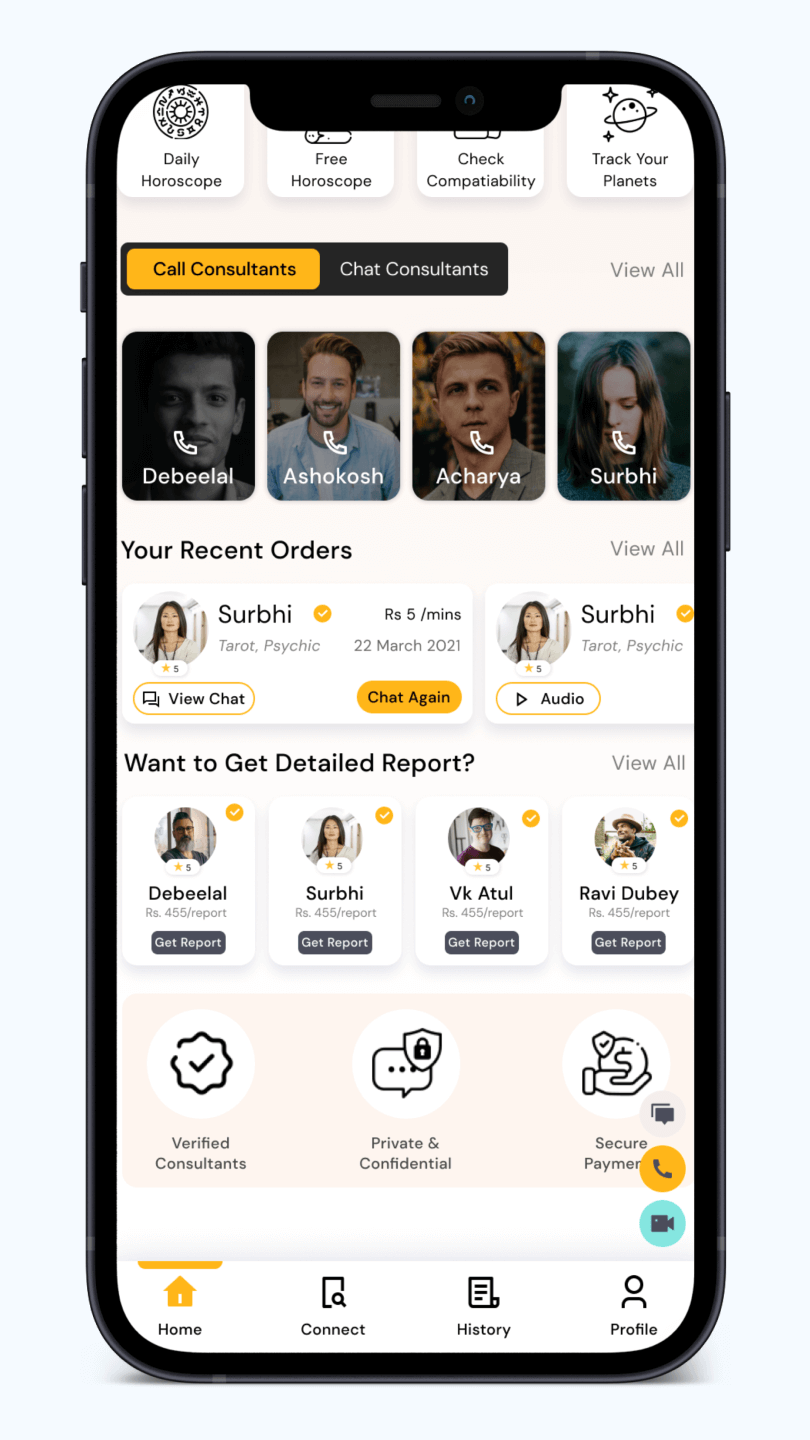 Daily
Horoscope
Free
Horoscope
Check
Compatiability
Track Your
Planets
Call Consultants
Chat Consultants
View All
Debeelal
Ashokosh
Acharya
Surbhi
Your Recent Orders
View All
Surbhi
Rs 5 /mins
Tarot, Psychic
22 March 2021
5
View Chat
Chat Again
Surbhi
Tarot, Psychic
5
Audio
Want to Get Detailed Report?
View All
5
Debeelal
Rs. 455/report
Get Report
5
Surbhi
Rs. 455/report
Get Report
5
Vk Atul
Rs. 455/report
Get Report
5
Ravi Dubey
Rs. 455/report
Get Report
Verified
Consultants
Private &
Confidential
Secure
Paymen
Home
Connect
History
Profile